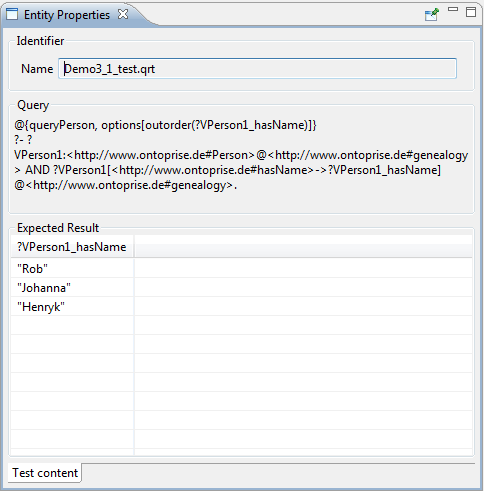 Entity Properties
Identifier
Name Demo3_1_test.qrt
Query
@{queryPerson, options[outorder(?VPerson1_hasName)]}
?- ?
VPerson1:<http://www.ontoprise.de#Person>@<http://www.ontoprise.de#genealogy
> AND ?VPerson1[<http://www.ontoprise.de#hasName>->?VPerson1_hasName]
@<http://www.ontoprise.de#genealogy>.
Expected Result
?VPerson1_hasName
"Rob"
"Johanna"
"Henryk"
Test content